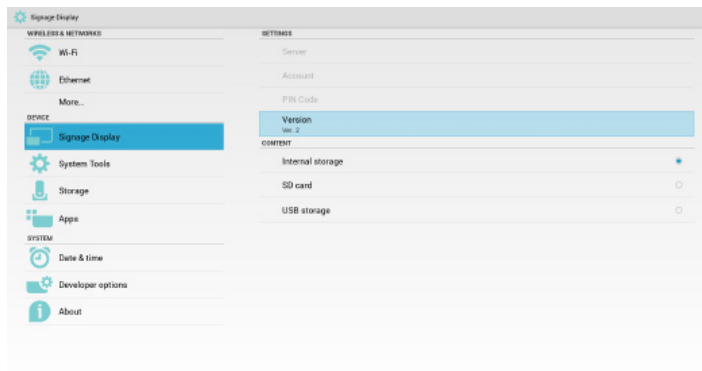 Signage Display
WIRELESS & NETWORKS
Wi-Fi
Ethernet
More...
DEVICE
Signage Display
System Tools
Storage
Apps
SYSTEM
Date & time
Developer options
About
SETTINGS
Server
Account
PIN Code
Version
Ver. 2
CONTENT
Internal storage
SD card
USB storage